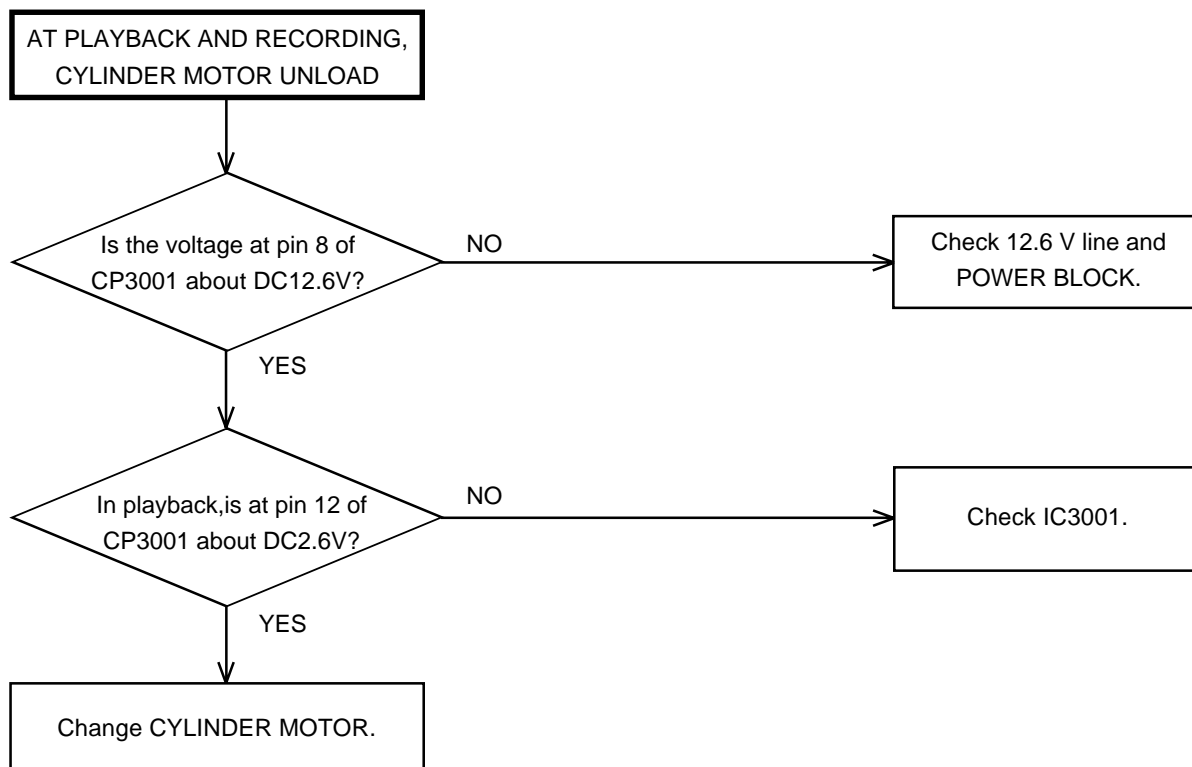 AT PLAYBACK AND RECORDING,
CYLINDER MOTOR UNLOAD
Is the voltage at pin 8 of
CP3001 about DC12.6V?
NO
Check 12.6 V line and
POWER BLOCK.
YES
In playback,is at pin 12 of
CP3001 about DC2.6V?
NO
Check IC3001.
YES
Change CYLINDER MOTOR.